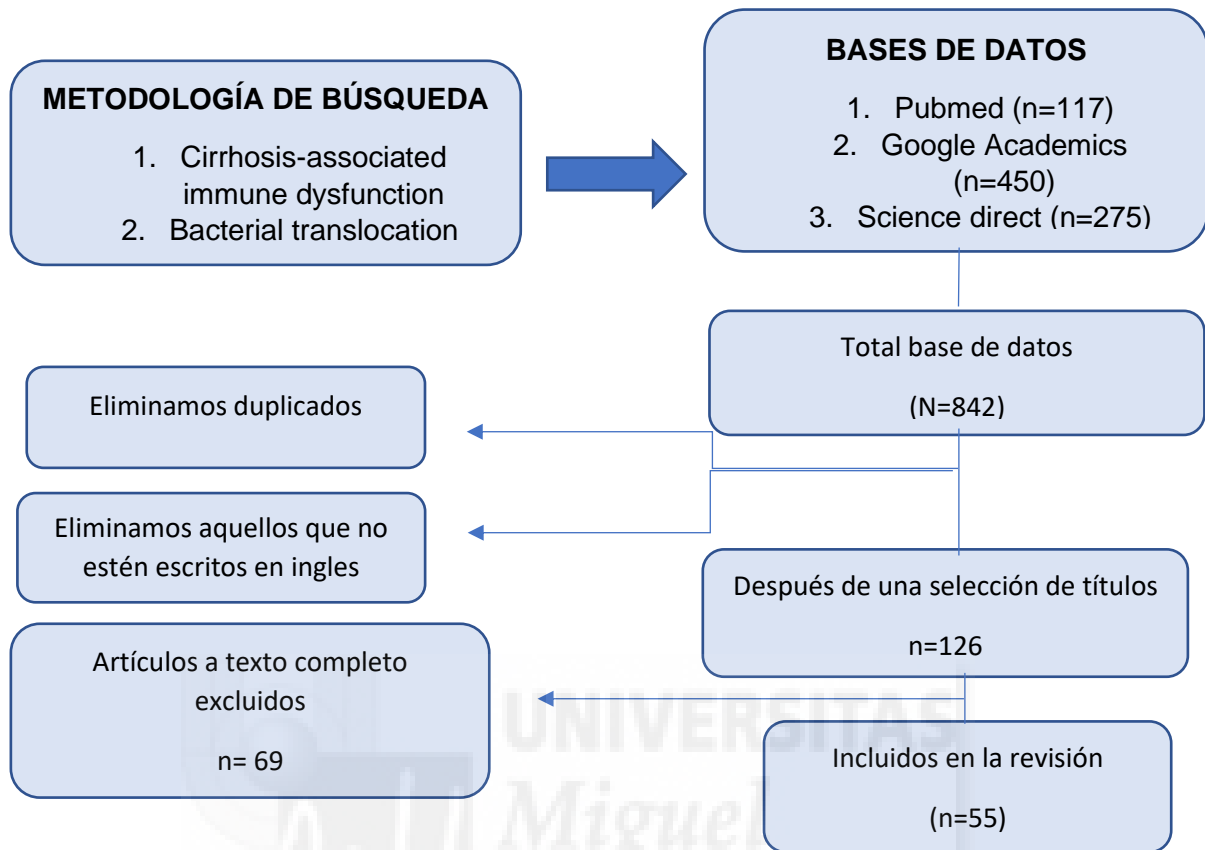 METODOLOGÍA DE BÚSQUEDA
1. Cirrhosis-associated
immune dysfunction
2. Bacterial translocation
BASES DE DATOS
1. Pubmed (n=117)
2. Google Academics
(n=450)
3. Science direct (n=275)
Total base de datos
(N=842)
Eliminamos duplicados
Eliminamos aquellos que no
estén escritos en ingles
Después de una selección de títulos
n=126
Artículos a texto completo
excluidos
n= 69
Incluidos en la revisión
(n=55)
UNIVERSITAS
Miguel